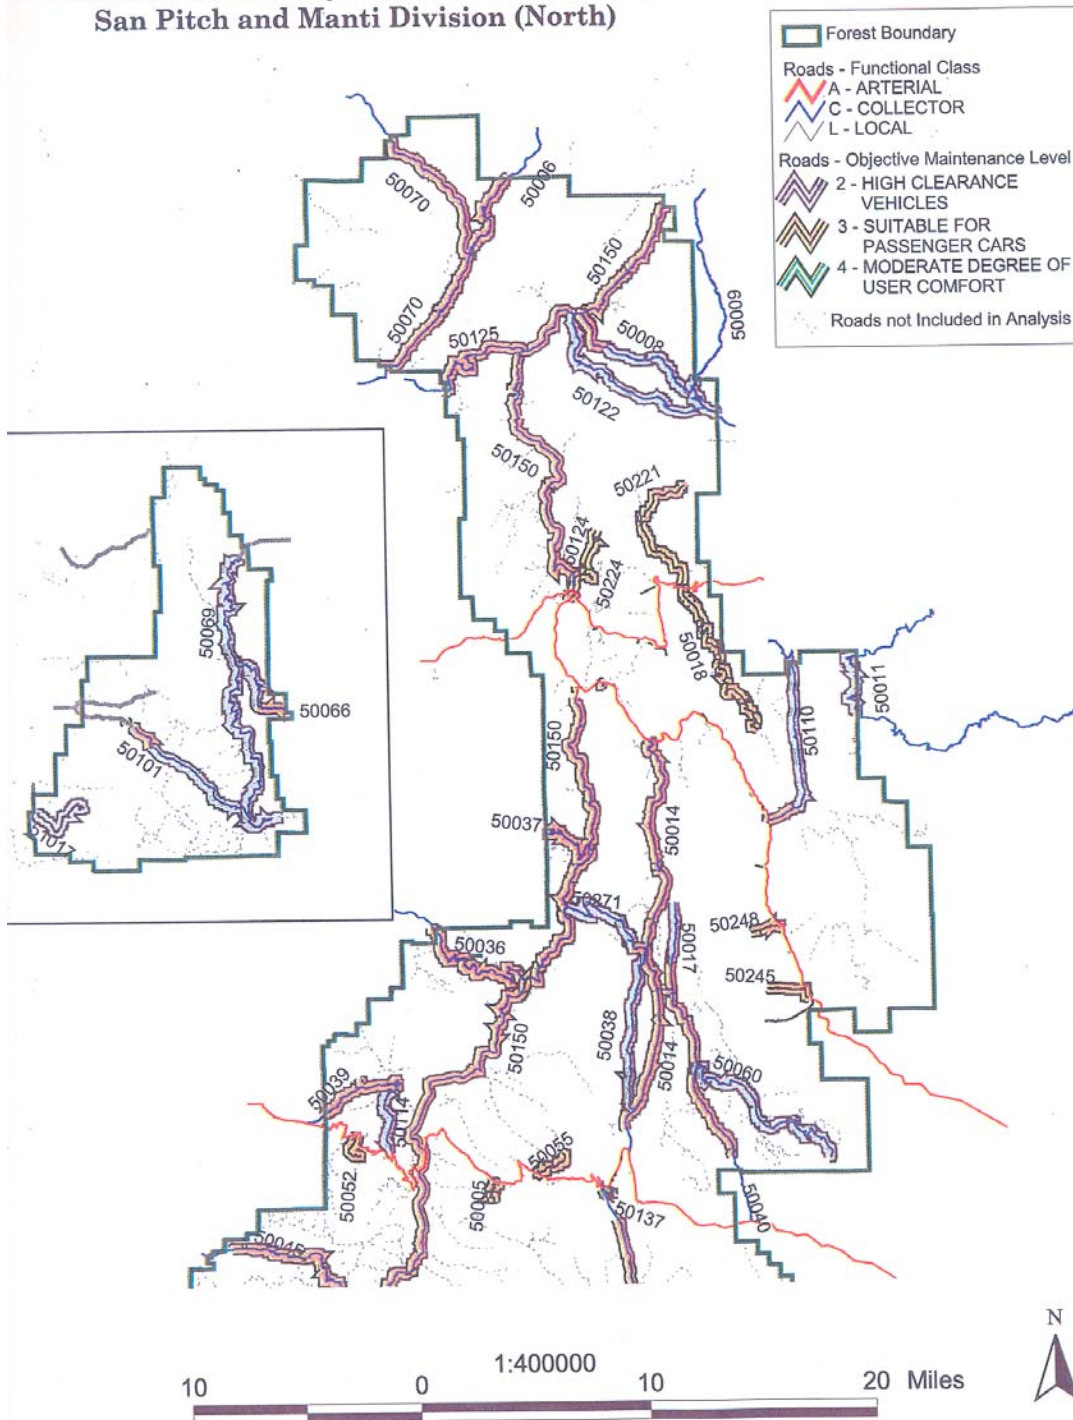 San Pitch and Manti Division (North)
Forest Boundary
Roads - Functional Class
A - ARTERIAL
C - COLLECTOR
L - LOCAL
Roads - Objective Maintenance Level
2 - HIGH CLEARANCE
VEHICLES
3 - SUITABLE FOR
PASSENGER CARS
4 - MODERATE DEGREE OF
USER COMFORT
Roads not Included in Analysis
50070
50006
50150
50009
50070
50125
50008
50122
50150
50221
50124
50224
50018
50011
50110
50069
50066
50101
51017
50150
50037
50014
50271
50248
50017
50036
50245
50038
50150
50014
50060
50039
50114
50052
50055
50005
50137
50040
N
1:400000
10 0 10 20 Miles